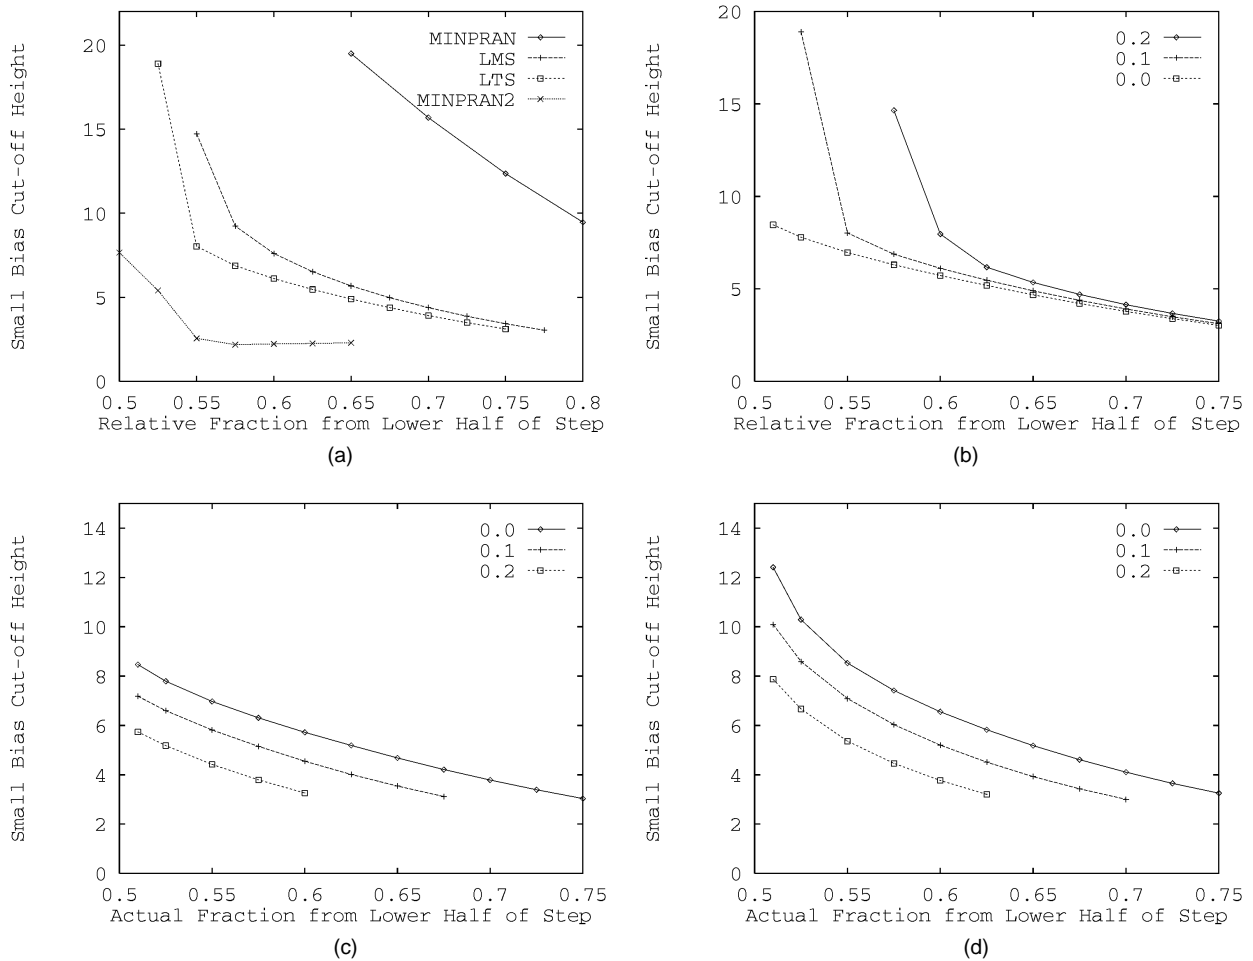 Small Bias Cut-off Height
20
15
10
5
0
MINPRAN
LMS
LTS
MINPRAN2
0.5 0.55 0.6 0.65 0.7 0.75 0.8
Relative Fraction from Lower Half of Step
(a)
Small Bias Cut-off Height
20
15
10
5
0
0.2
0.1
0.0
0.5 0.55 0.6 0.65 0.7 0.75
Relative Fraction from Lower Half of Step
(b)
Small Bias Cut-off Height
14
12
10
8
6
4
2
0
0.0
0.1
0.2
0.5 0.55 0.6 0.65 0.7 0.75
Actual Fraction from Lower Half of Step
(c)
Small Bias Cut-off Height
14
12
10
8
6
4
2
0
0.0
0.1
0.2
0.5 0.55 0.6 0.65 0.7 0.75
Actual Fraction from Lower Half of Step
(d)